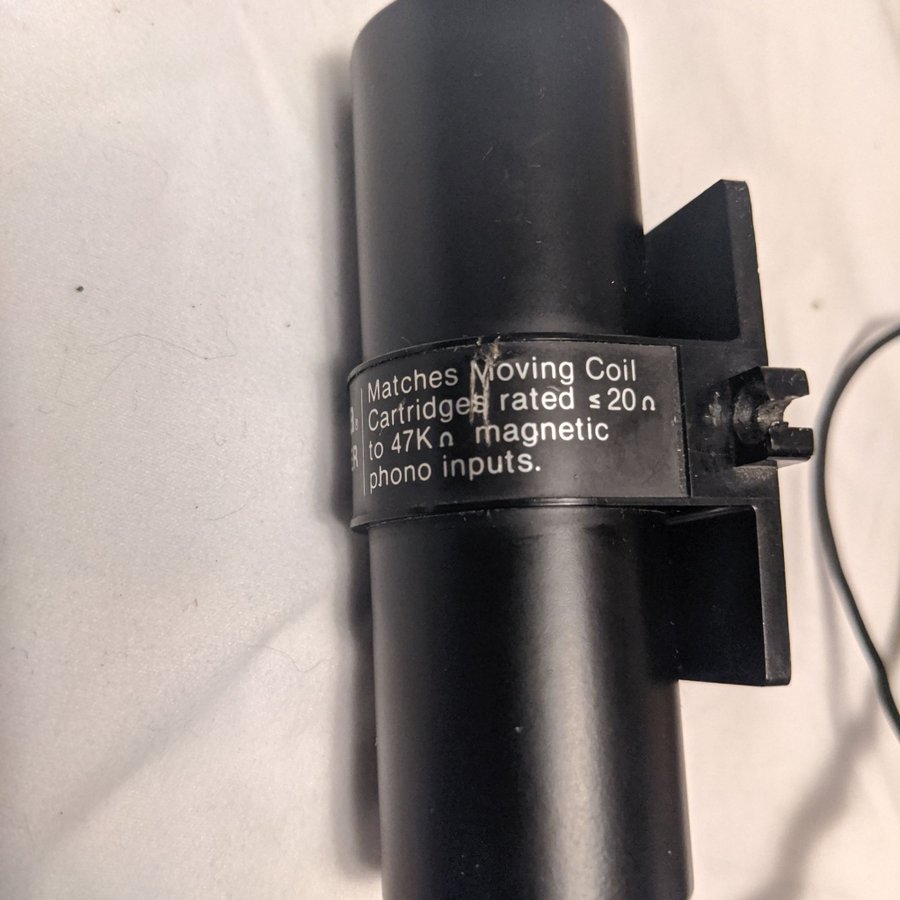 Matches Moving Coil
Cartridges rated ≤20Ω
to 47KΩ magnetic
phono inputs.